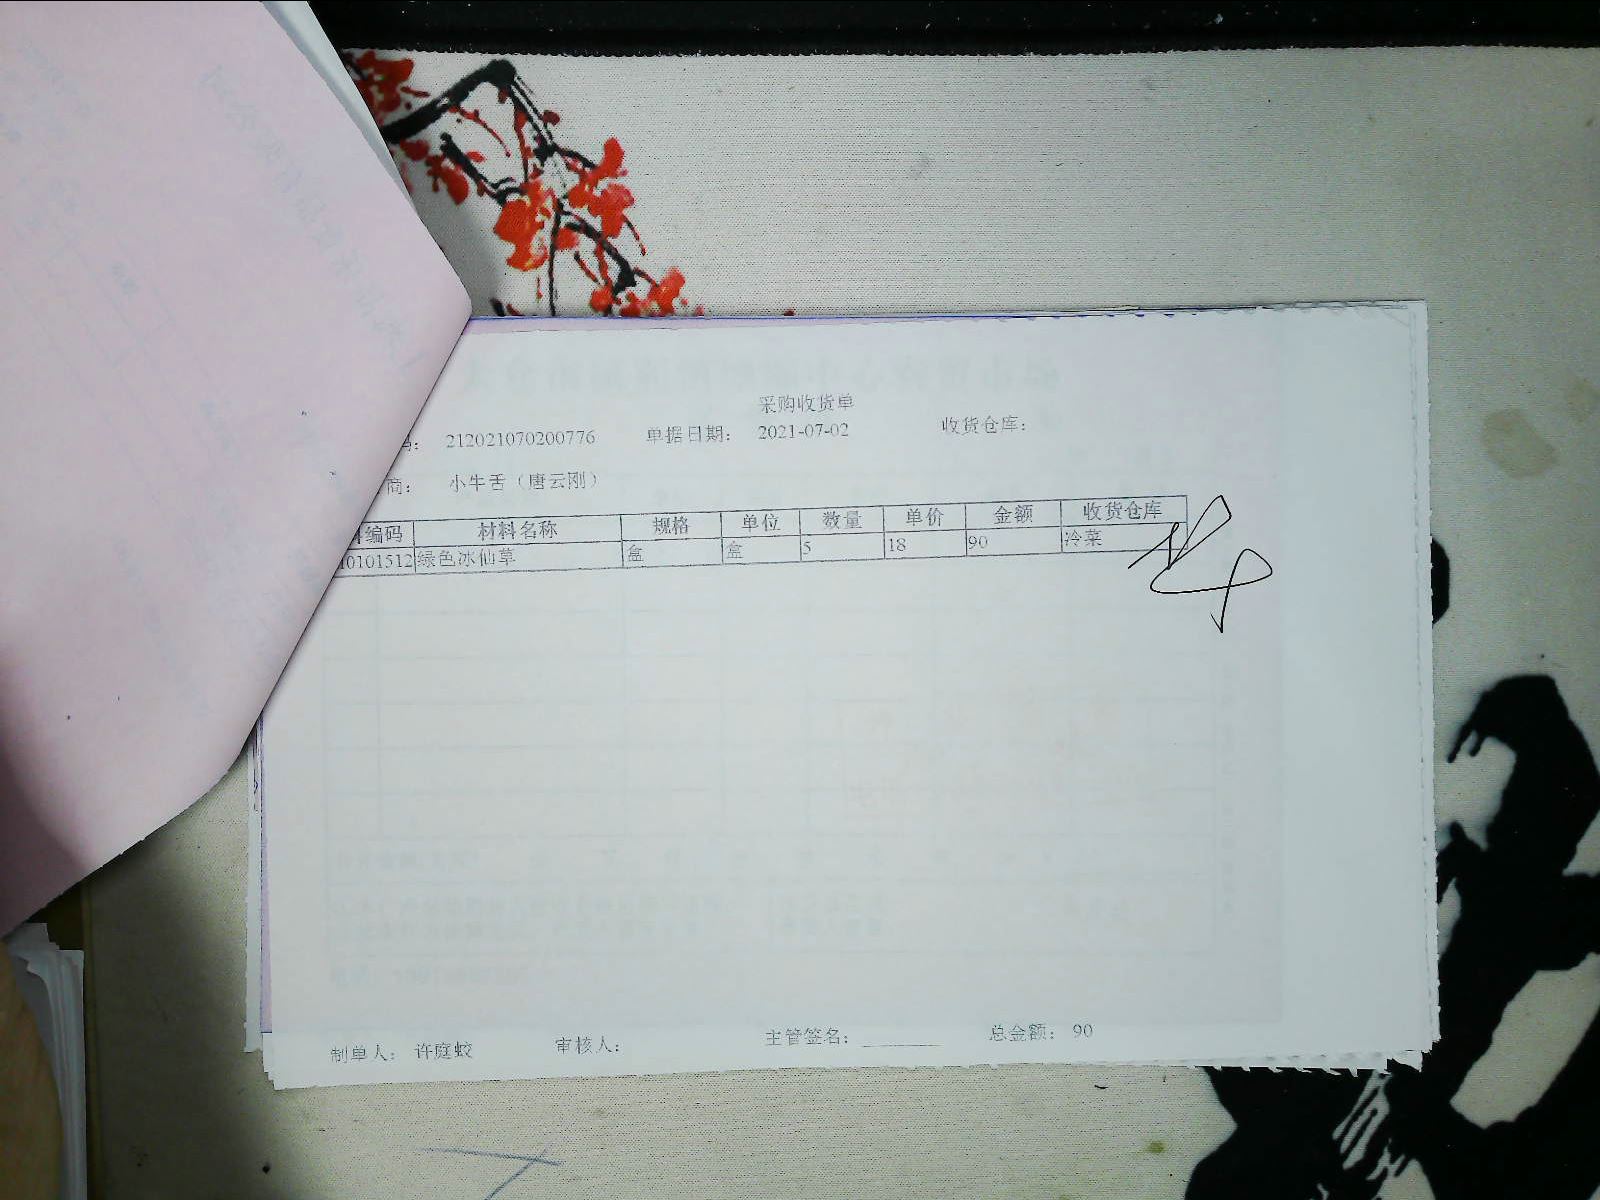 采购收货单
码： 212021070200776 单据日期： 2021-07-02 收货仓库：
商： 小牛舌（唐云刚）
编码 材料名称 规格 单位 数量 单价 金额 收货仓库
10101512 绿色冰仙草 盒 盒 5 18 90 冷菜
制单人： 许庭蛟 审核人： 主管签名： 总金额： 90